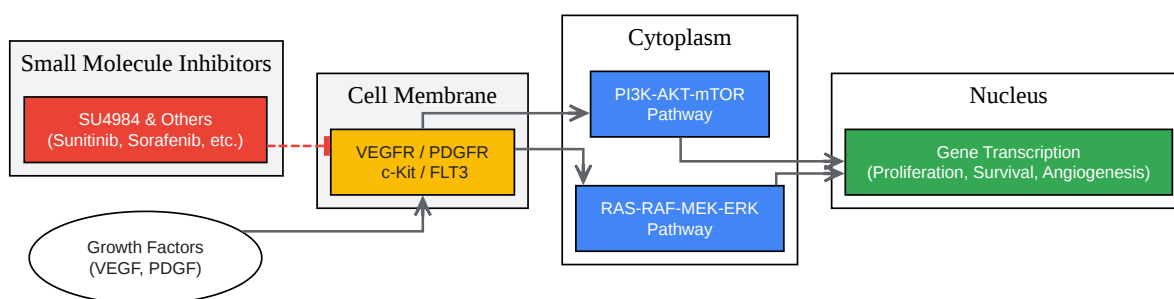 Small Molecule Inhibitors
SU4984 & Others
(Sunitinib, Sorafenib, etc.)
Growth Factors
(VEGF, PDGF)
Cell Membrane
VEGFR / PDGFR
c-Kit / FLT3
Cytoplasm
PI3K-AKT-mTOR
Pathway
RAS-RAF-MEK-ERK
Pathway
Nucleus
Gene Transcription
(Proliferation, Survival, Angiogenesis)